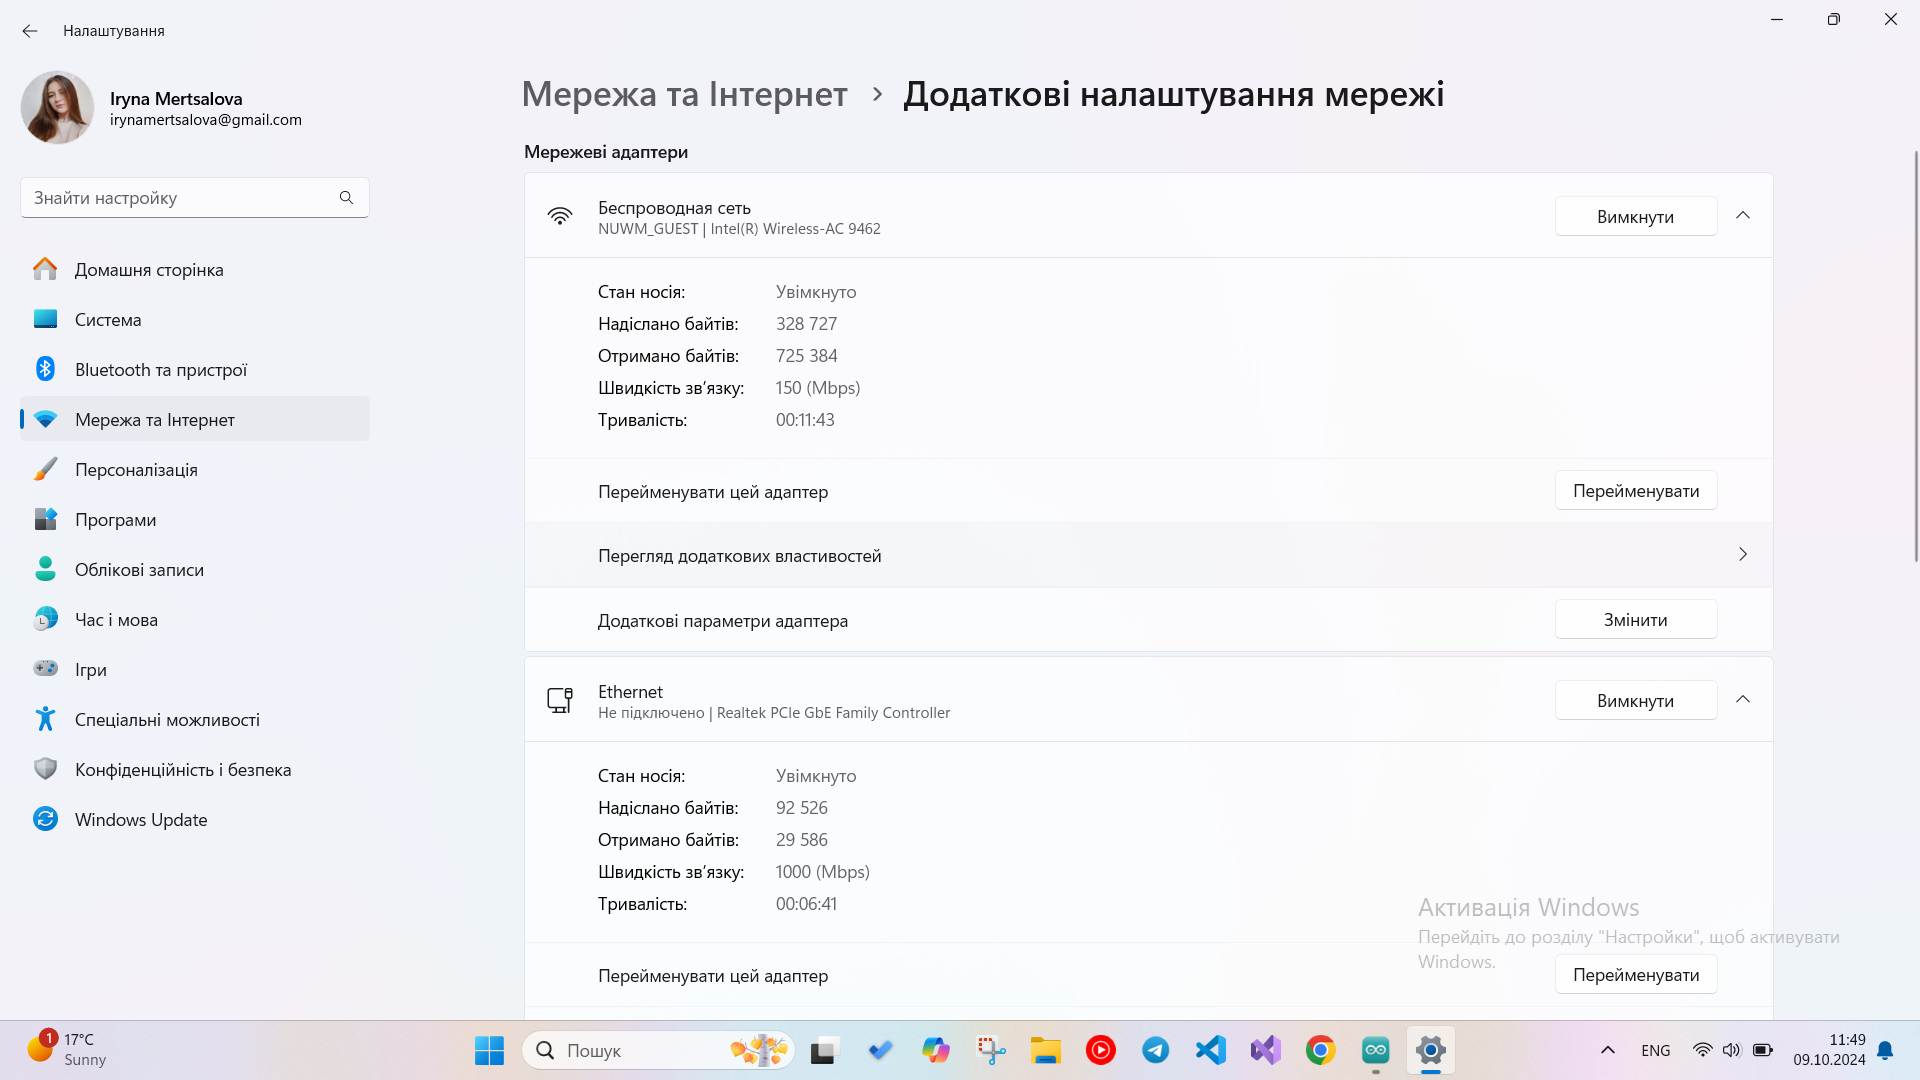 Налаштування
Iryna Mertsalova
irynamertsalova@gmail.com
Знайти настройку
Домашня сторінка
Система
Bluetooth та пристрої
Мережа та Інтернет
Персоналізація
Програми
Облікові записи
Час і мова
Ігри
Спеціальні можливості
Конфіденційність і безпека
Windows Update
Мережа та Інтернет › Додаткові налаштування мережі
Мережеві адаптери
Беспроводная сеть
NUWM_GUEST | Intel(R) Wireless-AC 9462
Вимкнути
Стан носія: Увімкнуто
Надіслано байтів: 328 727
Отримано байтів: 725 384
Швидкість зв’язку: 150 (Mbps)
Тривалість: 00:11:43
Перейменувати цей адаптер Перейменувати
Перегляд додаткових властивостей
Додаткові параметри адаптера Змінити
Ethernet
Не підключено | Realtek PCIe GbE Family Controller
Вимкнути
Стан носія: Увімкнуто
Надіслано байтів: 92 526
Отримано байтів: 29 586
Швидкість зв’язку: 1000 (Mbps)
Тривалість: 00:06:41
Перейменувати цей адаптер Перейменувати
Активація Windows
Перейдіть до розділу "Настройки", щоб активувати
Windows.
1
17°C
Sunny
Пошук
ENG
11:49
09.10.2024